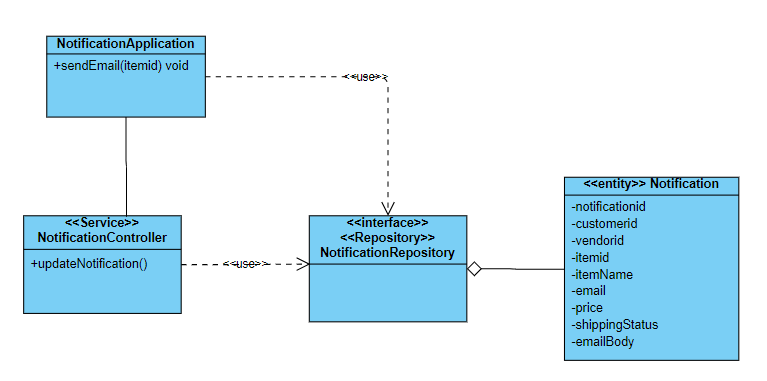 NotificationApplication
+sendEmail(itemid) void
<<use>>
<<Service>>
NotificationController
+updateNotification()
<<use>>
<<interface>>
<<Repository>>
NotificationRepository
<<entity>> Notification
-notificationid
-customerid
-vendorid
-itemid
-itemName
-email
-price
-shippingStatus
-emailBody